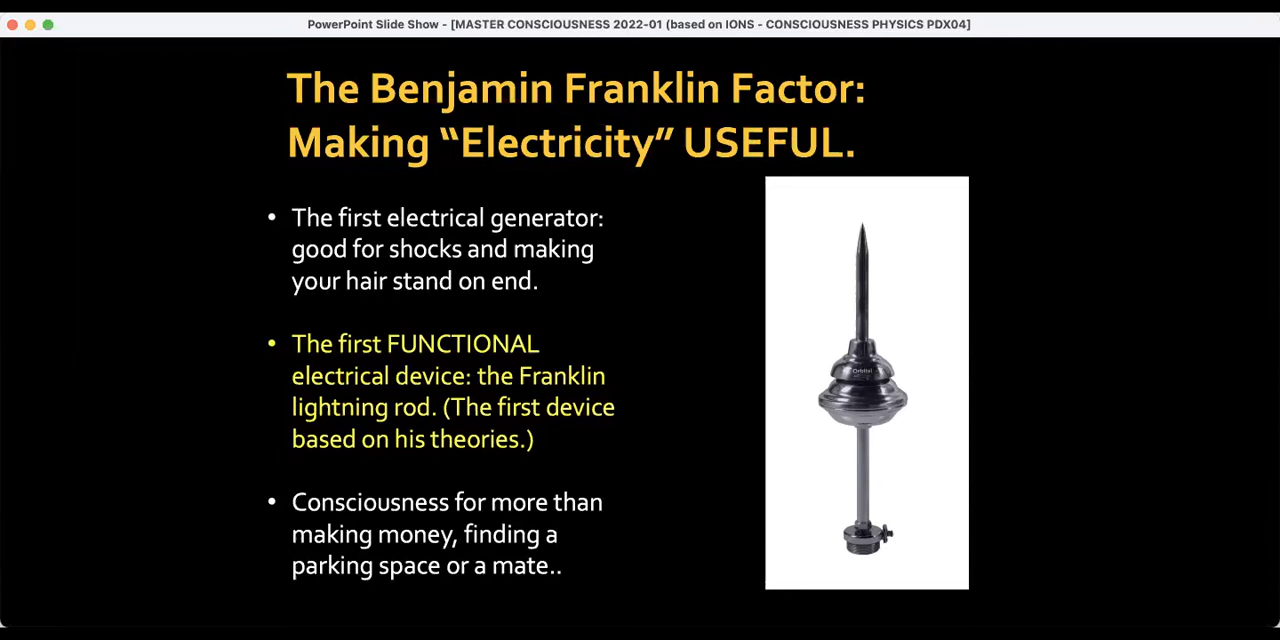 PowerPoint Slide Show - [MASTER CONSCIOUSNESS 2022-01 (based on IONS - CONSCIOUSNESS PHYSICS PDX04]
The Benjamin Franklin Factor:
Making “Electricity” USEFUL.
• The first electrical generator:
good for shocks and making
your hair stand on end.
• The first FUNCTIONAL
electrical device: the Franklin
lightning rod. (The first device
based on his theories.)
• Consciousness for more than
making money, finding a
parking space or a mate..
Orbital